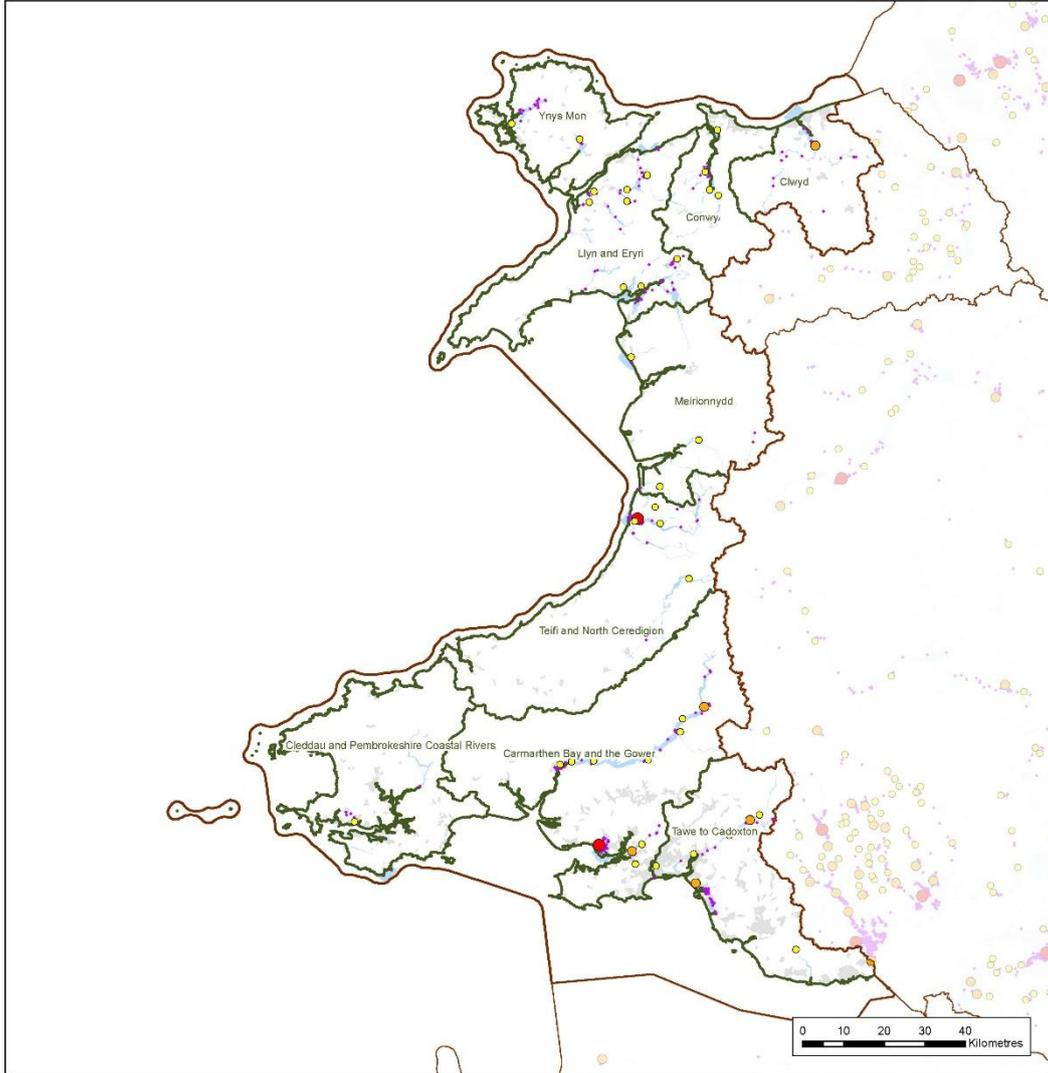 Ynys Mon
Clwyd
Conwy
Llyn and Eryri
Meirionnydd
Teifi and North Ceredigion
Cleddau and Pembrokeshire Coastal Rivers
Carmarthen Bay and the Gower
Tawe to Cadoxton
0 10 20 30 40
Kilometres